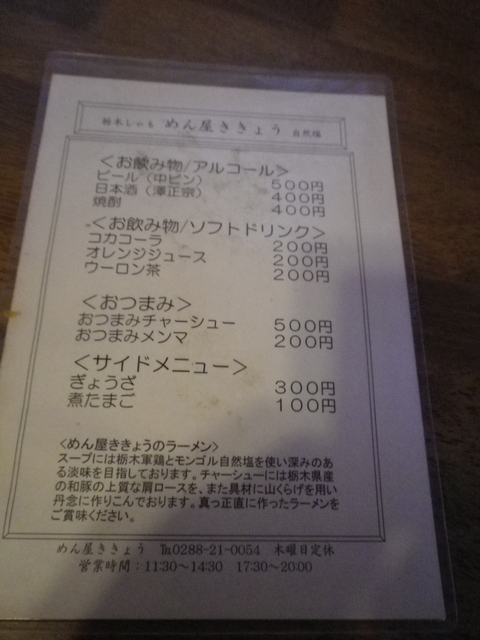 栃木しゃも めん屋ききょう 自然塩
＜お飲み物/アルコール＞
ビール（中ビン） 500円
日本酒（澤正宗） 400円
焼酎 400円
＜お飲み物/ソフトドリンク＞
コカコーラ 200円
オレンジジュース 200円
ウーロン茶 200円
＜おつまみ＞
おつまみチャーシュー 500円
おつまみメンマ 200円
＜サイドメニュー＞
ぎょうざ 300円
煮たまご 100円
＜めん屋ききょうのラーメン＞
スープには栃木軍鶏とモンゴル自然塩を使い深みのあ
る淡味を目指しております。チャーシューには栃木県産
の和豚の上質な肩ロースを、また具材に山くらげを用い
丹念に作りこんでおります。真っ正直に作ったラーメンを
ご賞味ください。
めん屋ききょう ℡0288-21-0054 木曜日定休
営業時間：11:30～14:30 17:30～20:00